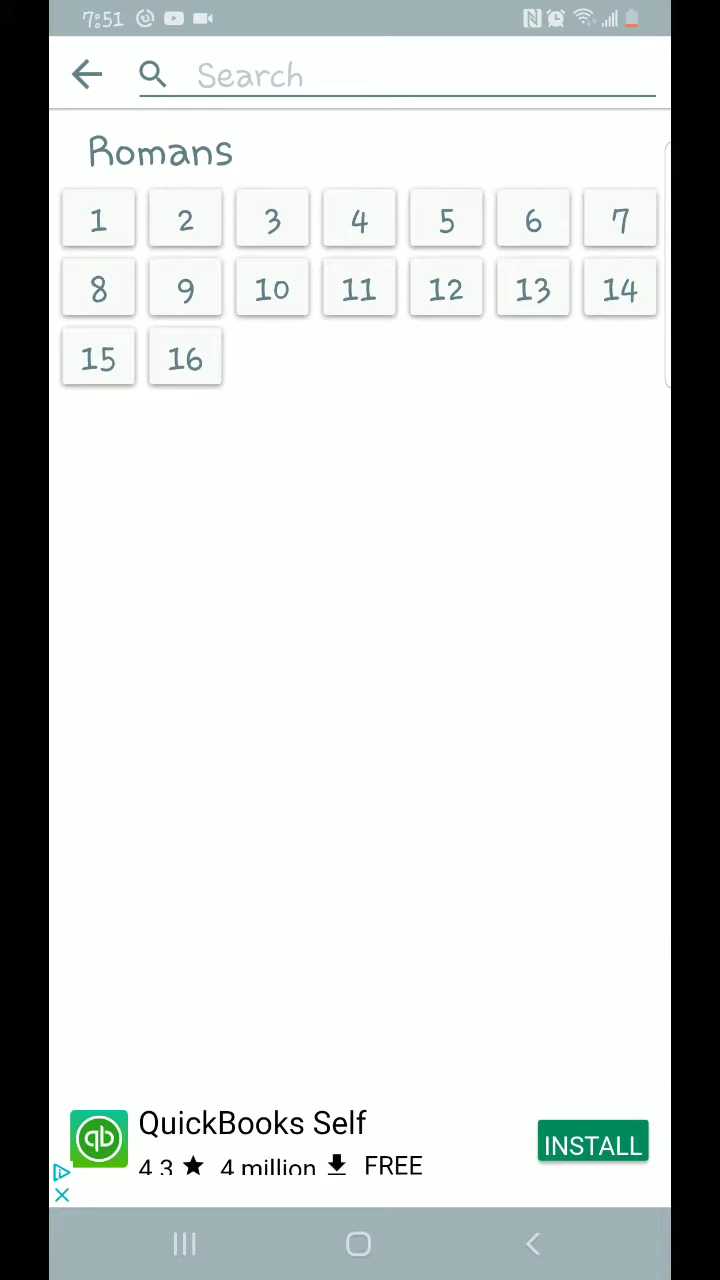 7:51
Search
Romans
1 2 3 4 5 6 7
8 9 10 11 12 13 14
15 16
QuickBooks Self
4.3 ★ 4 million FREE
INSTALL
qb